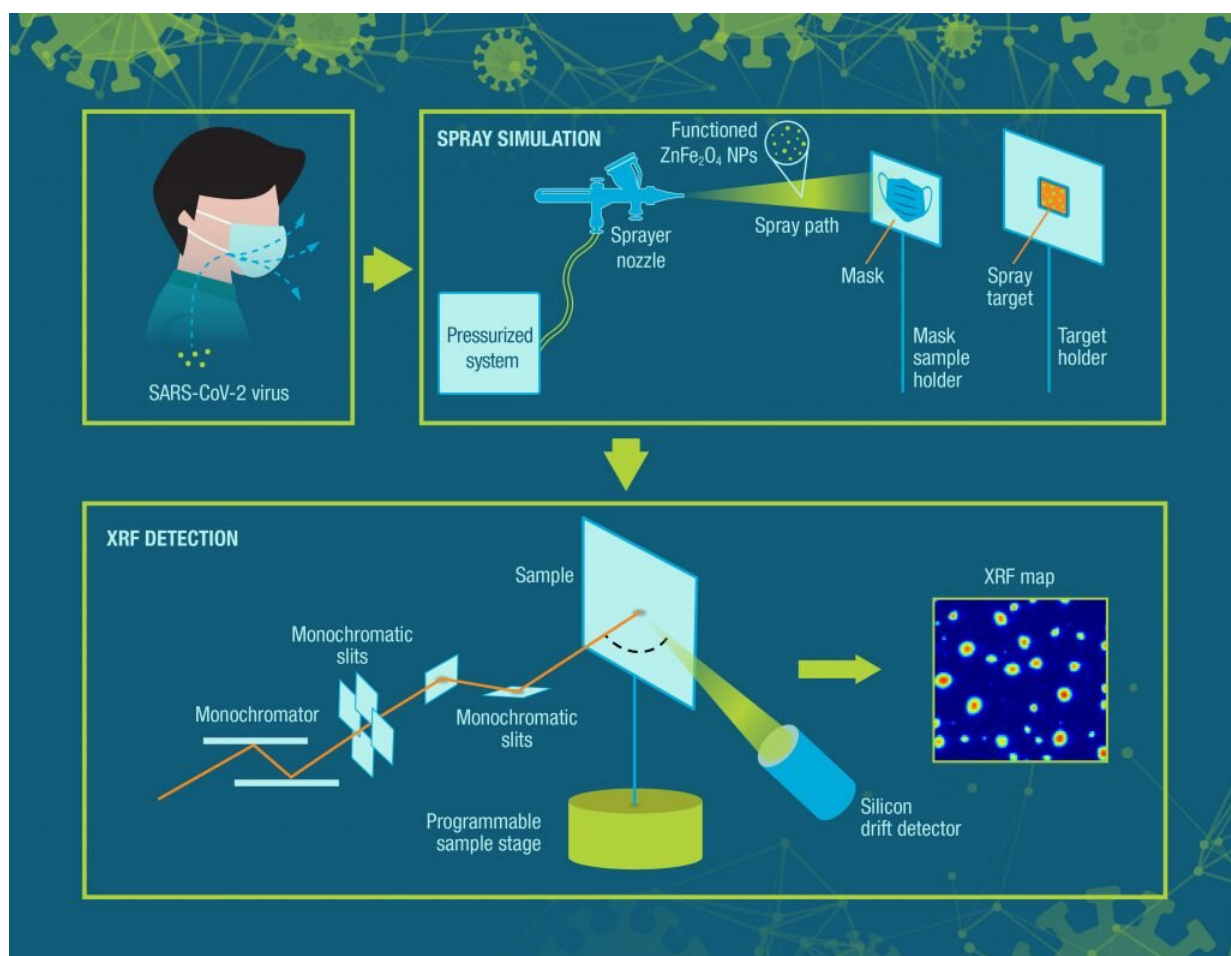 SARS-CoV-2 virus
SPRAY SIMULATION
Functioned
ZnFe₂O₄ NPs
Sprayer
nozzle
Spray path
Mask
Spray
target
Pressurized
system
Mask
sample
holder
Target
holder
XRF DETECTION
Sample
Monochromatic
slits
Monochromator
Monochromatic
slits
Programmable
sample stage
Silicon
drift detector
XRF map